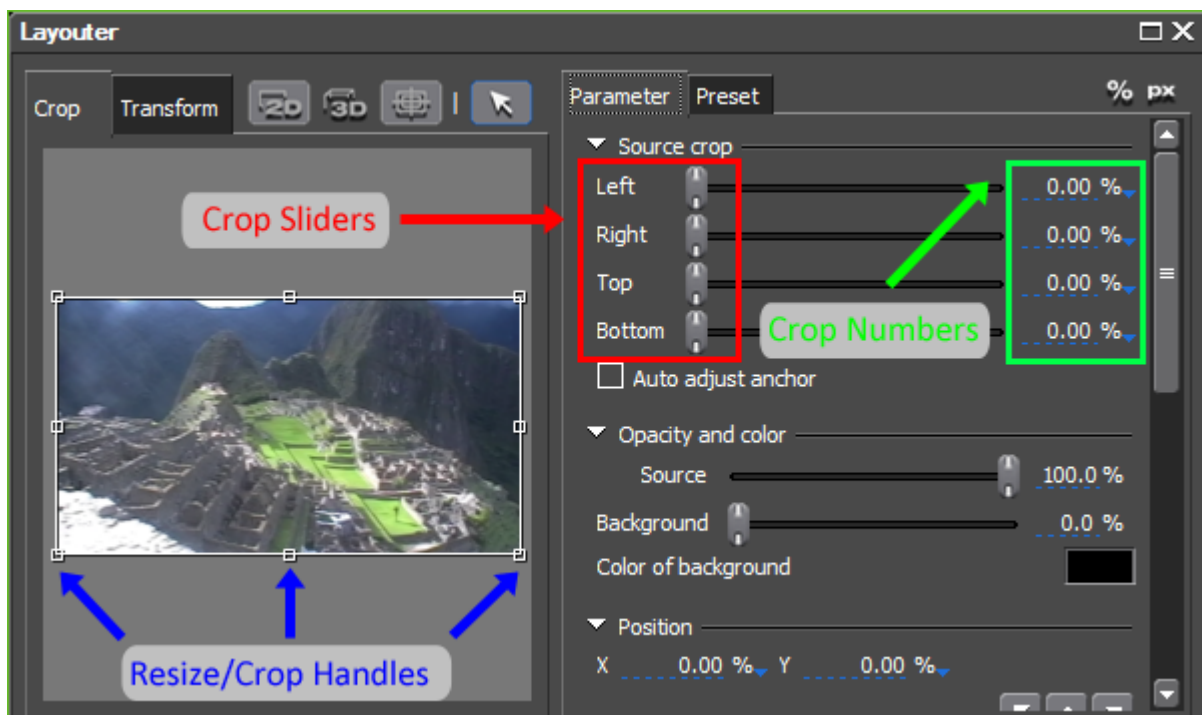 Layouter
Crop Transform 2D 3D
Parameter Preset % px
Source crop
Left 0.00 %
Right 0.00 %
Top 0.00 %
Bottom 0.00 %
Crop Sliders
Crop Numbers
Auto adjust anchor
Opacity and color
Source 100.0 %
Background 0.0 %
Color of background
Position
X 0.00 % Y 0.00 %
Resize/Crop Handles